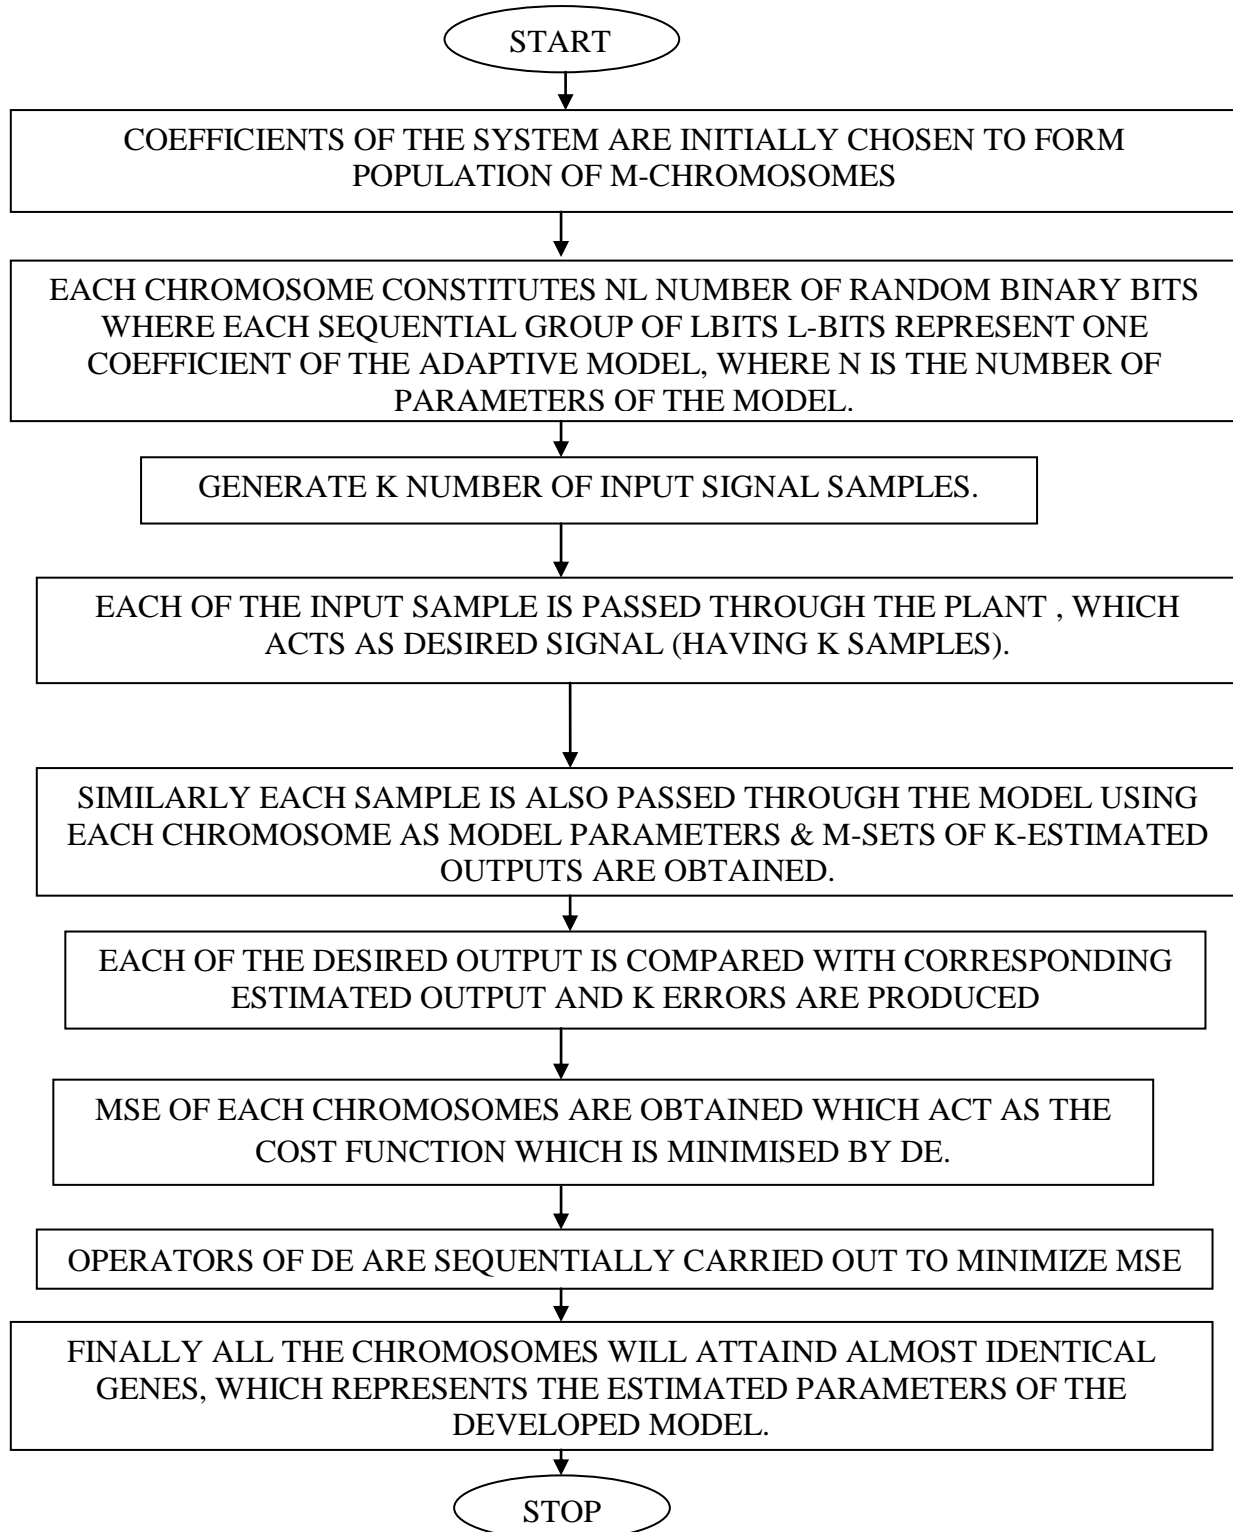 START
COEFFICIENTS OF THE SYSTEM ARE INITIALLY CHOSEN TO FORM
POPULATION OF M-CHROMOSOMES
EACH CHROMOSOME CONSTITUTES NL NUMBER OF RANDOM BINARY BITS
WHERE EACH SEQUENTIAL GROUP OF LBITS L-BITS REPRESENT ONE
COEFFICIENT OF THE ADAPTIVE MODEL, WHERE N IS THE NUMBER OF
PARAMETERS OF THE MODEL.
GENERATE K NUMBER OF INPUT SIGNAL SAMPLES.
EACH OF THE INPUT SAMPLE IS PASSED THROUGH THE PLANT , WHICH
ACTS AS DESIRED SIGNAL (HAVING K SAMPLES).
SIMILARLY EACH SAMPLE IS ALSO PASSED THROUGH THE MODEL USING
EACH CHROMOSOME AS MODEL PARAMETERS & M-SETS OF K-ESTIMATED
OUTPUTS ARE OBTAINED.
EACH OF THE DESIRED OUTPUT IS COMPARED WITH CORRESPONDING
ESTIMATED OUTPUT AND K ERRORS ARE PRODUCED
MSE OF EACH CHROMOSOMES ARE OBTAINED WHICH ACT AS THE
COST FUNCTION WHICH IS MINIMISED BY DE.
OPERATORS OF DE ARE SEQUENTIALLY CARRIED OUT TO MINIMIZE MSE
FINALLY ALL THE CHROMOSOMES WILL ATTAIND ALMOST IDENTICAL
GENES, WHICH REPRESENTS THE ESTIMATED PARAMETERS OF THE
DEVELOPED MODEL.
STOP